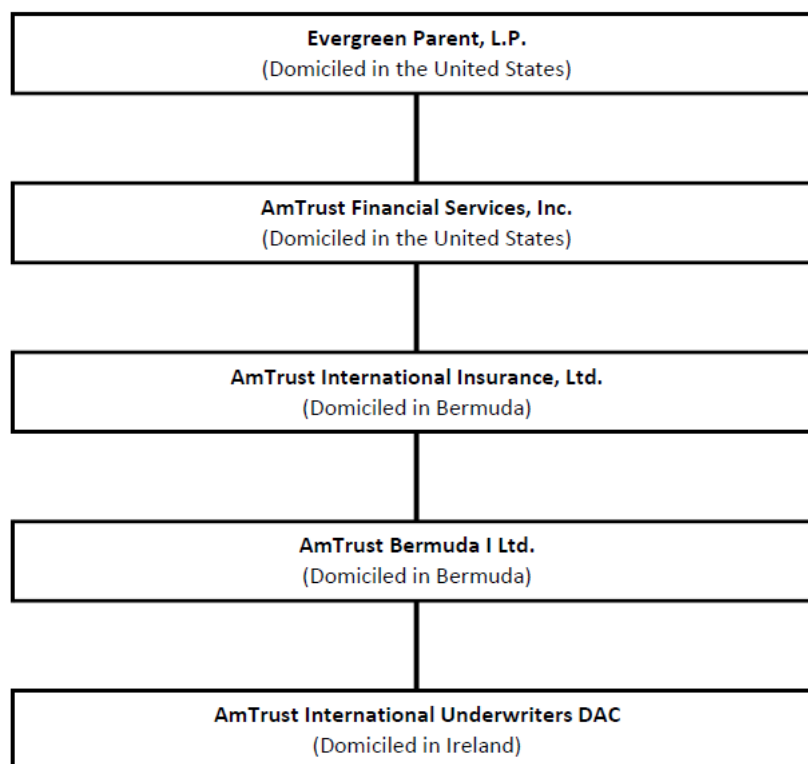 Evergreen Parent, L.P.
(Domiciled in the United States)
AmTrust Financial Services, Inc.
(Domiciled in the United States)
AmTrust International Insurance, Ltd.
(Domiciled in Bermuda)
AmTrust Bermuda I Ltd.
(Domiciled in Bermuda)
AmTrust International Underwriters DAC
(Domiciled in Ireland)